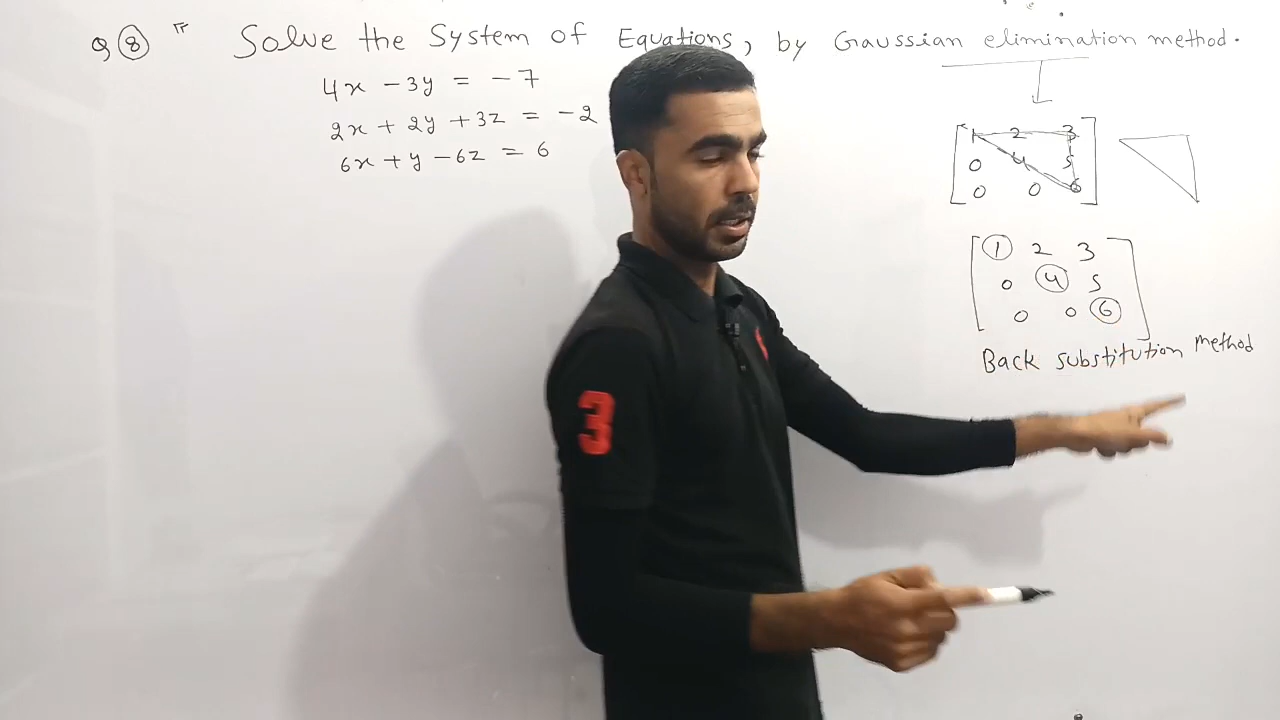 Q 8 Solve the System of Equations, by Gaussian elimination method.
4x - 3y = -7
2x + 2y + 3z = -2
6x + y - 6z = 6
1 2 3
0 4 5
0 0 6
1 2 3
0 4 5
0 0 6
Back substitution Method
3